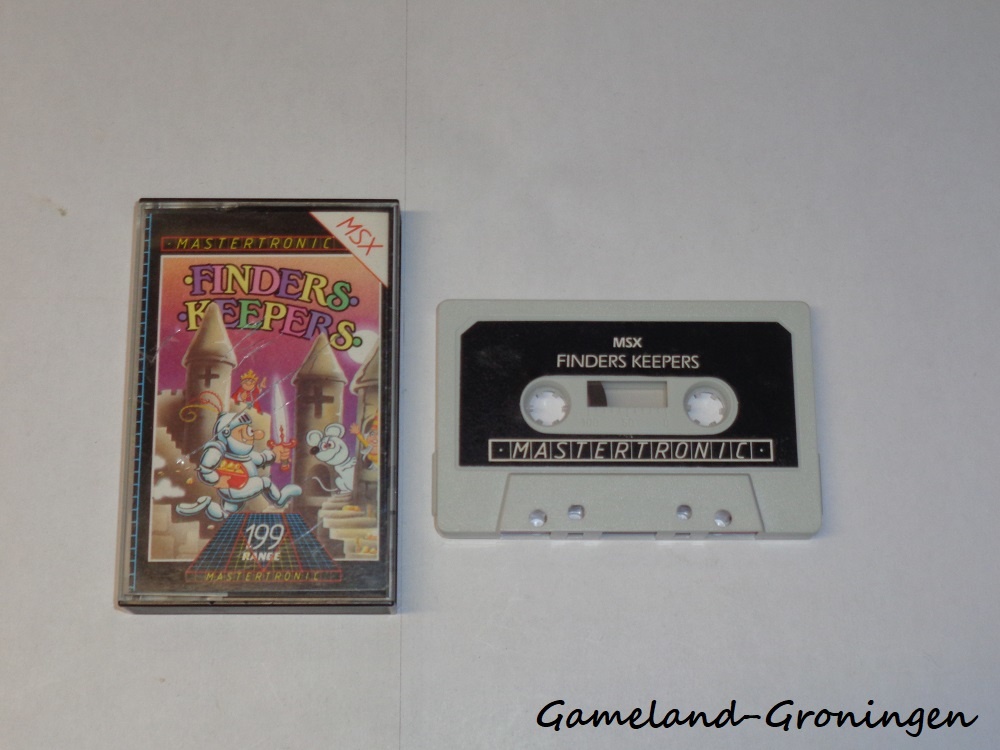 MSX
·MASTERTRONIC
·FINDERS·
KEEPERS·
199
RANGE
·MASTERTRONIC·
MSX
FINDERS KEEPERS
·MASTERTRONIC·
Gameland-Groningen